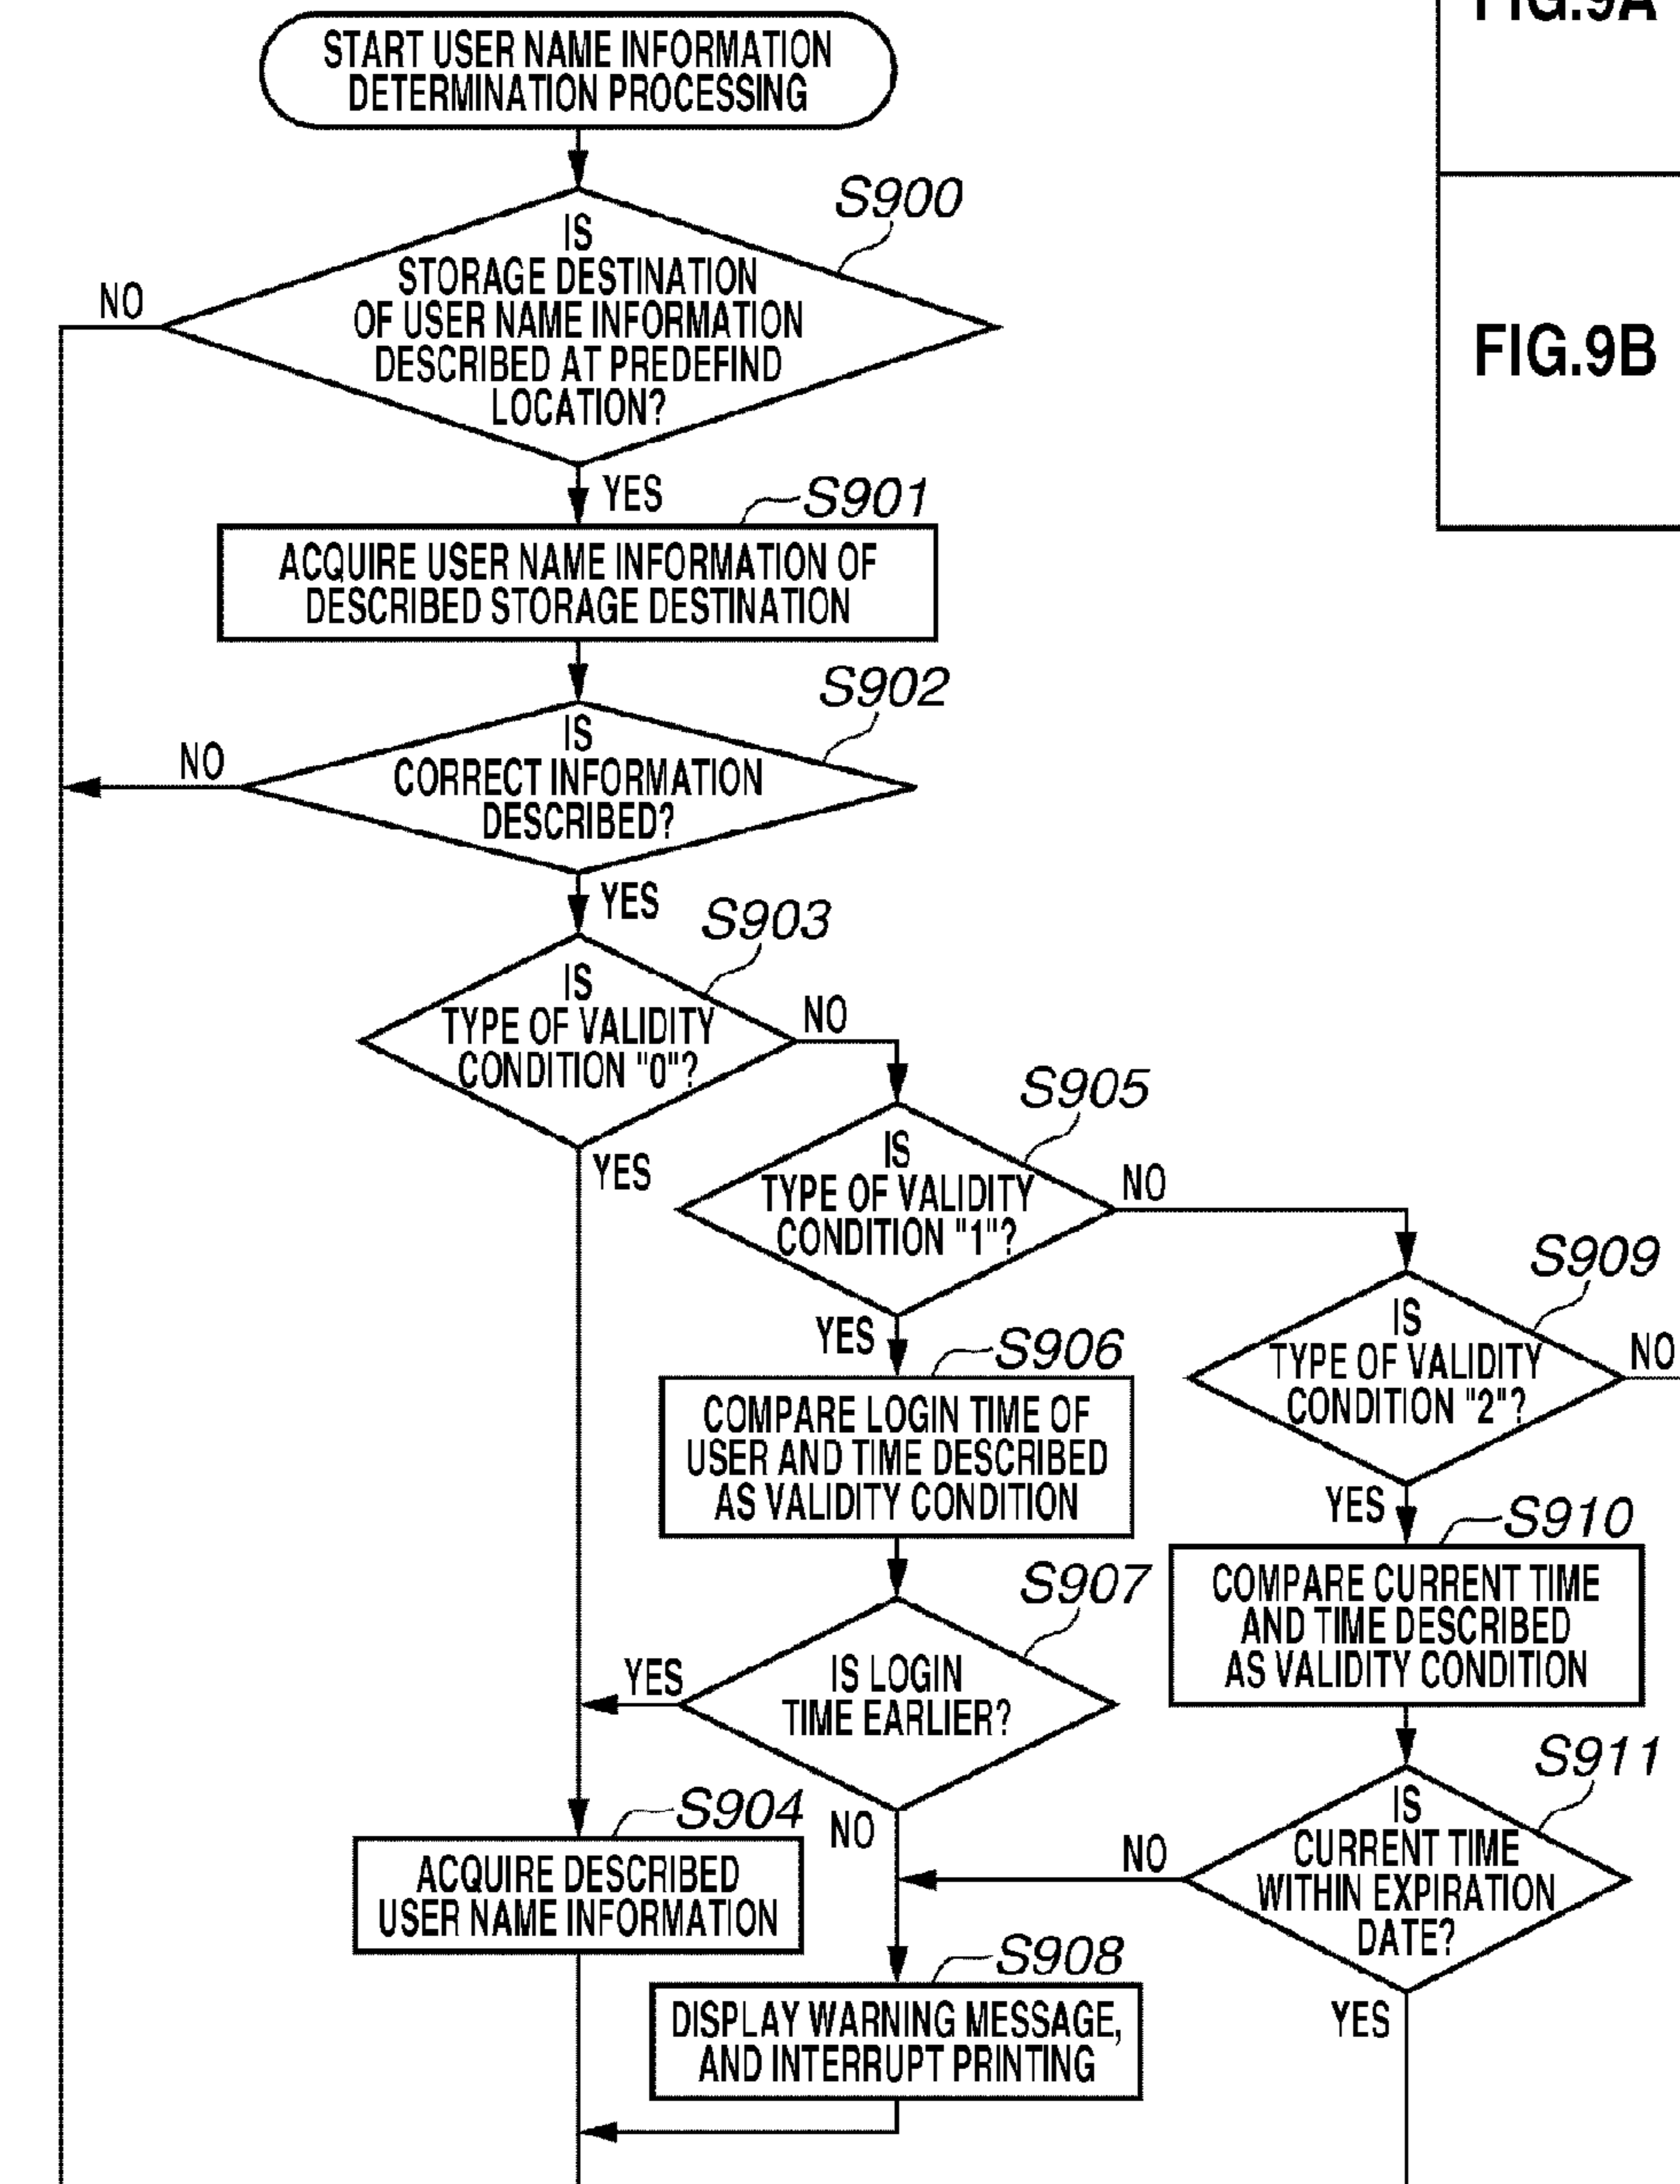 FIG.9A
START USER NAME INFORMATION
DETERMINATION PROCESSING
S900
IS
STORAGE DESTINATION
OF USER NAME INFORMATION
DESCRIBED AT PREDEFIND
LOCATION?
NO
FIG.9B
YES
S901
ACQUIRE USER NAME INFORMATION OF
DESCRIBED STORAGE DESTINATION
S902
IS
CORRECT INFORMATION
DESCRIBED?
NO
YES
S903
IS
TYPE OF VALIDITY
CONDITION "0"?
NO
YES
S905
IS
TYPE OF VALIDITY
CONDITION "1"?
NO
YES
S909
IS
TYPE OF VALIDITY
CONDITION "2"?
NO
YES
S906
COMPARE LOGIN TIME OF
USER AND TIME DESCRIBED
AS VALIDITY CONDITION
S910
COMPARE CURRENT TIME
AND TIME DESCRIBED
AS VALIDITY CONDITION
S907
IS LOGIN
TIME EARLIER?
YES
NO
S911
IS
CURRENT TIME
WITHIN EXPIRATION
DATE?
NO
YES
S904
ACQUIRE DESCRIBED
USER NAME INFORMATION
S908
DISPLAY WARNING MESSAGE,
AND INTERRUPT PRINTING